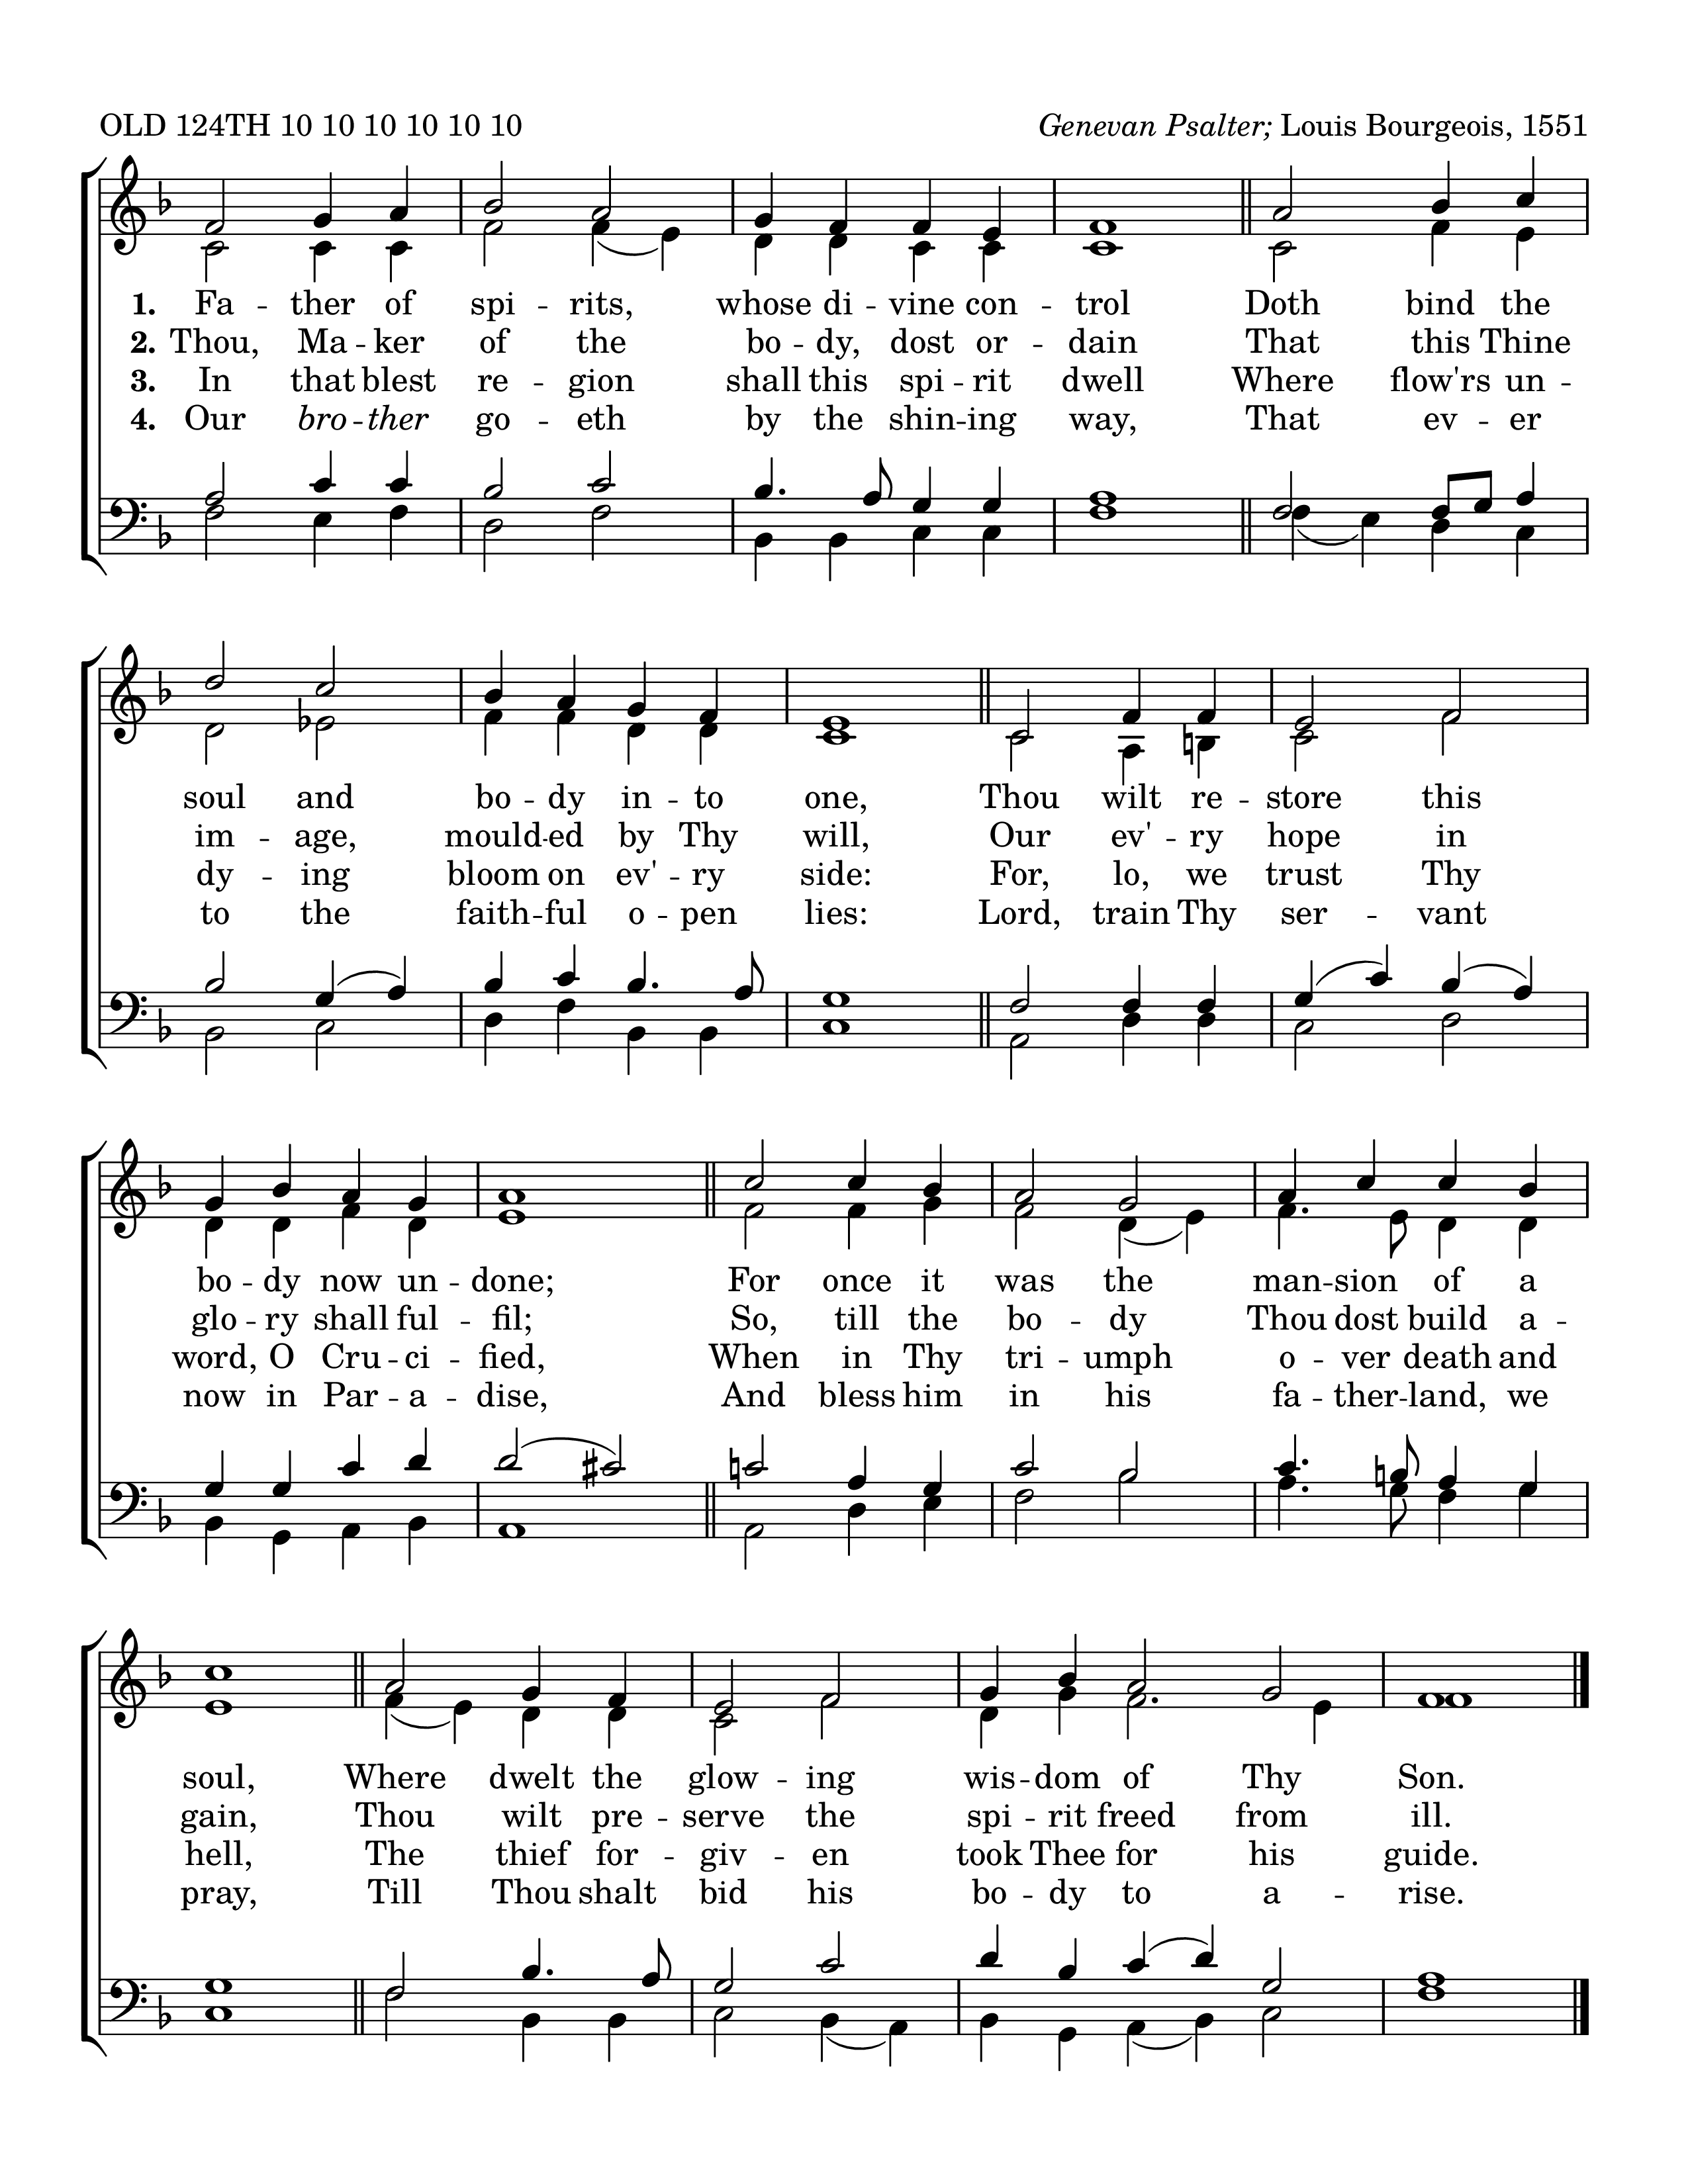 OLD 124TH 10 10 10 10 10 10
Genevan Psalter; Louis Bourgeois, 1551
1. Fa -- ther of spi -- rits, whose di -- vine con -- trol Doth bind the
2. Thou, Ma -- ker of the bo -- dy, dost or -- dain That this Thine
3. In that blest re -- gion shall this spi -- rit dwell Where flow'rs un --
4. Our bro -- ther go -- eth by the shin -- ing way, That ev -- er
soul and bo -- dy in -- to one, Thou wilt re -- store this
im -- age, mould -- ed by Thy will, Our ev' -- ry hope in
dy -- ing bloom on ev' -- ry side: For, lo, we trust Thy
to the faith -- ful o -- pen lies: Lord, train Thy ser -- vant
bo -- dy now un -- done; For once it was the man -- sion of a
glo -- ry shall ful -- fil; So, till the bo -- dy Thou dost build a --
word, O Cru -- ci -- fied, When in Thy tri -- umph o -- ver death and
now in Par -- a -- dise, And bless him in his fa -- ther -- land, we
soul, Where dwelt the glow -- ing wis -- dom of Thy Son.
gain, Thou wilt pre -- serve the spi -- rit freed from ill.
hell, The thief for -- giv -- en took Thee for his guide.
pray, Till Thou shalt bid his bo -- dy to a -- rise.